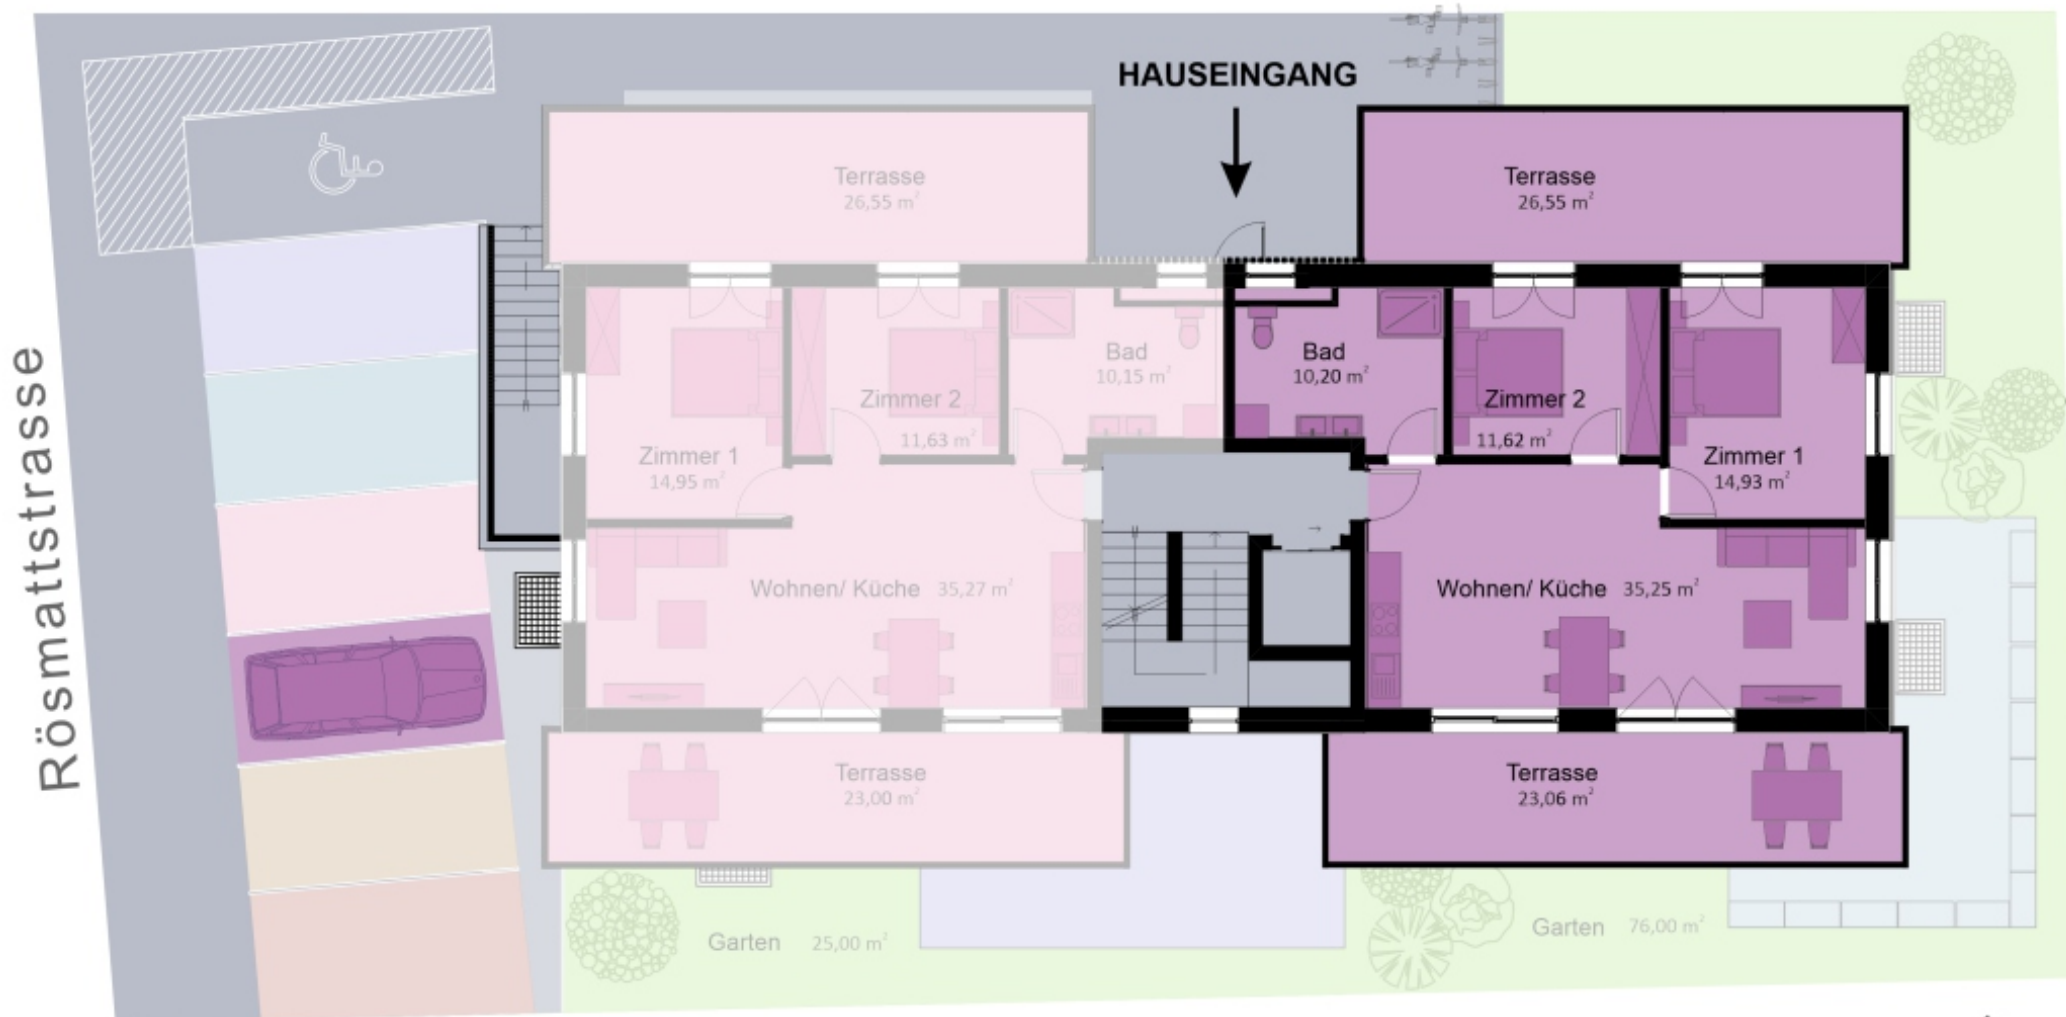 HAUSEINGANG
Terrasse
26,55 m²
Terrasse
26,55 m²
Rösmattstrasse
Zimmer 1
14,95 m²
Zimmer 2
11,63 m²
Bad
10,15 m²
Bad
10,20 m²
Zimmer 2
11,62 m²
Zimmer 1
14,93 m²
Wohnen/ Küche 35,27 m²
Wohnen/ Küche 35,25 m²
Terrasse
23,00 m²
Terrasse
23,06 m²
Garten 25,00 m²
Garten 76,00 m²